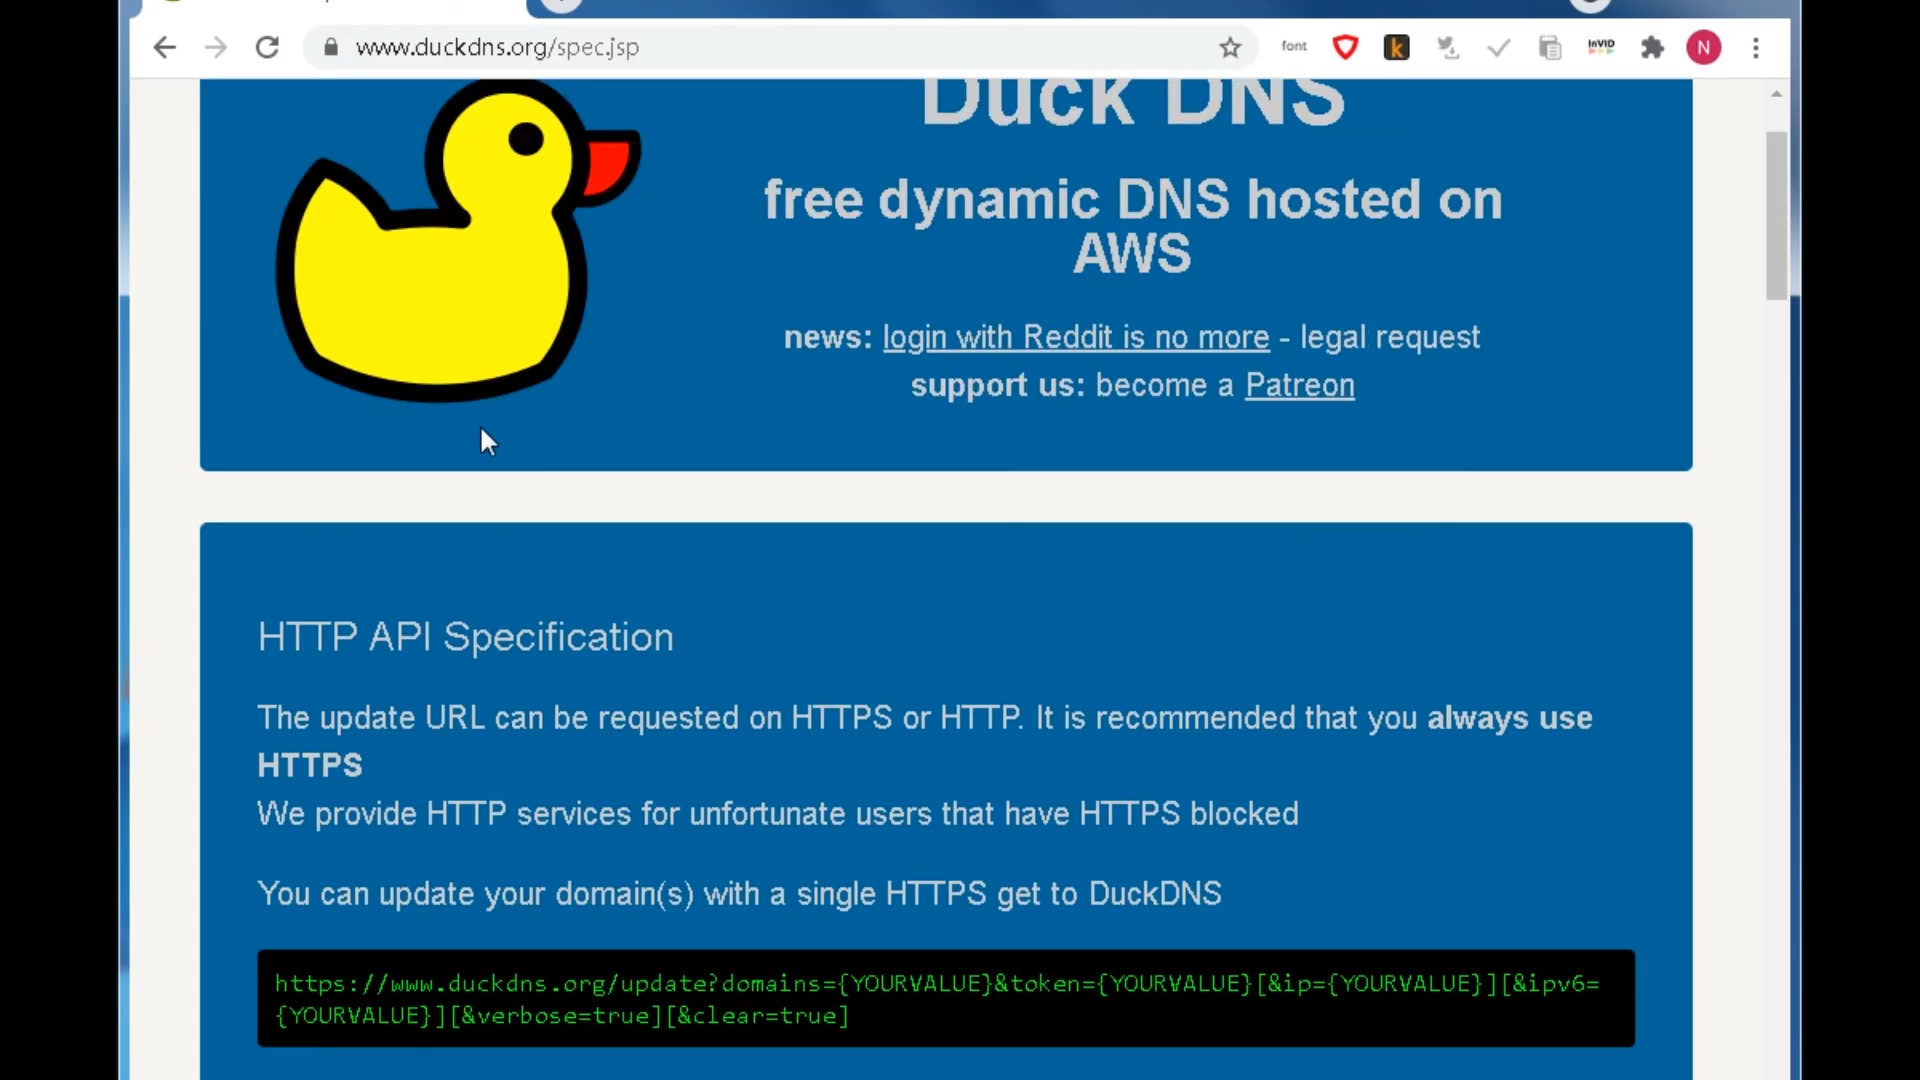 www.duckdns.org/spec.jsp
font
k
InVID
N
Duck DNS
free dynamic DNS hosted on
AWS
news: login with Reddit is no more - legal request
support us: become a Patreon
HTTP API Specification
The update URL can be requested on HTTPS or HTTP. It is recommended that you always use
HTTPS
We provide HTTP services for unfortunate users that have HTTPS blocked
You can update your domain(s) with a single HTTPS get to DuckDNS
https://www.duckdns.org/update?domains={YOURVALUE}&token={YOURVALUE}[&ip={YOURVALUE}][&ipv6=
{YOURVALUE}][&verbose=true][&clear=true]